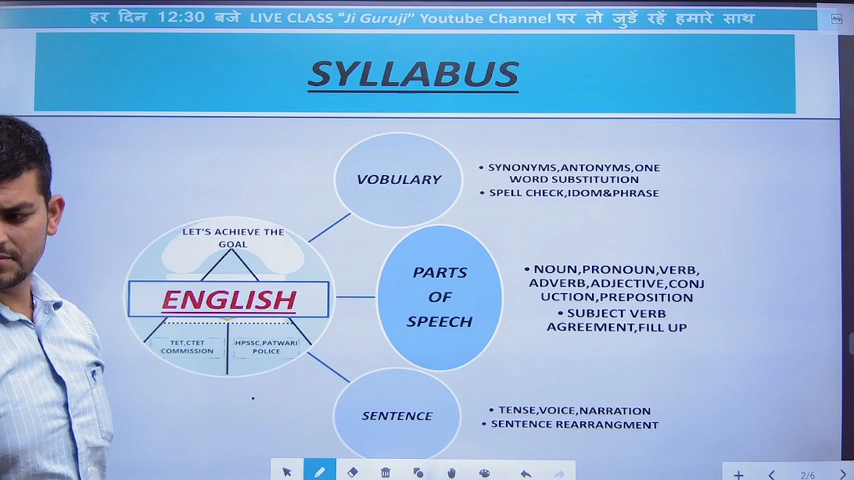 हर दिन 12:30 बजे LIVE CLASS “Ji Guruji” Youtube Channel पर तो जुडें रहें हमारे साथ
SYLLABUS
VOBULARY
• SYNONYMS,ANTONYMS,ONE
WORD SUBSTITUTION
• SPELL CHECK,IDOM&PHRASE
LET'S ACHIEVE THE
GOAL
ENGLISH
TET,CTET
COMMISSION
HPSSC,PATWARI
POLICE
PARTS
OF
SPEECH
• NOUN,PRONOUN,VERB,
ADVERB,ADJECTIVE,CONJ
UCTION,PREPOSITION
• SUBJECT VERB
AGREEMENT,FILL UP
SENTENCE
• TENSE,VOICE,NARRATION
• SENTENCE REARRANGMENT
2/6